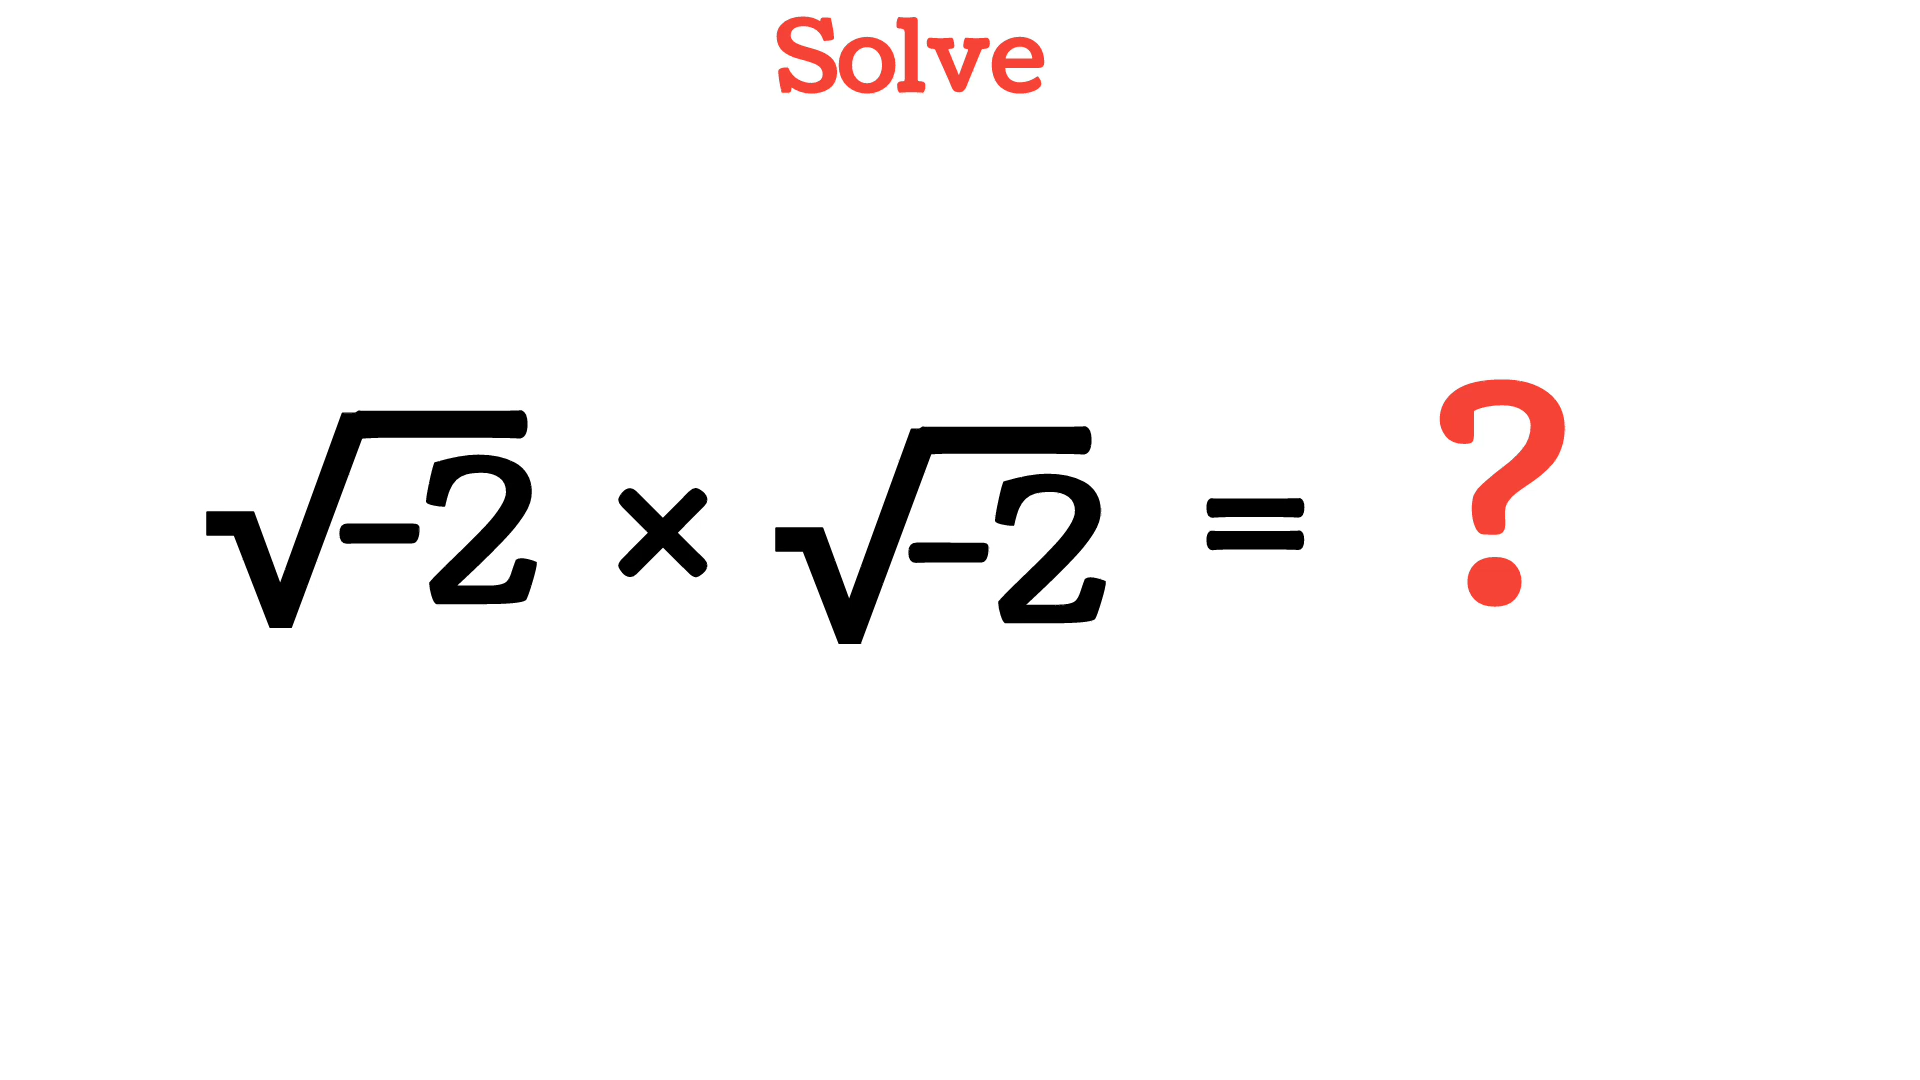 Solve
√-2 × √-2 = ?